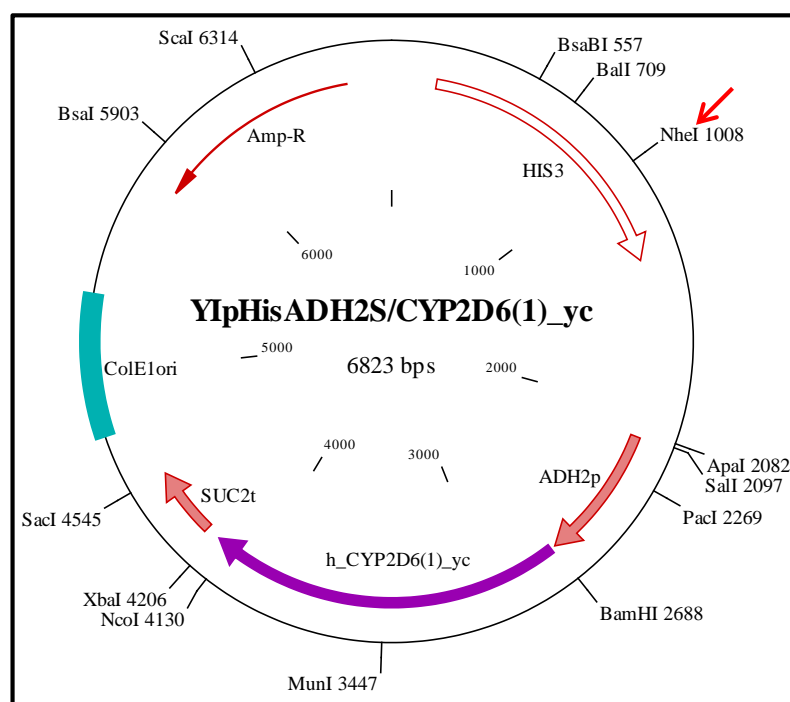 ScaI 6314
BsaBI 557
BalI 709
BsaI 5903
Amp-R
NheI 1008
HIS3
6000
1000
YIpHisADH2S/CYP2D6(1)_yc
ColE1ori
5000
6823 bps
2000
4000
3000
ADH2p
ApaI 2082
SalI 2097
SUC2t
PacI 2269
SacI 4545
h_CYP2D6(1)_yc
XbaI 4206
NcoI 4130
BamHI 2688
MunI 3447